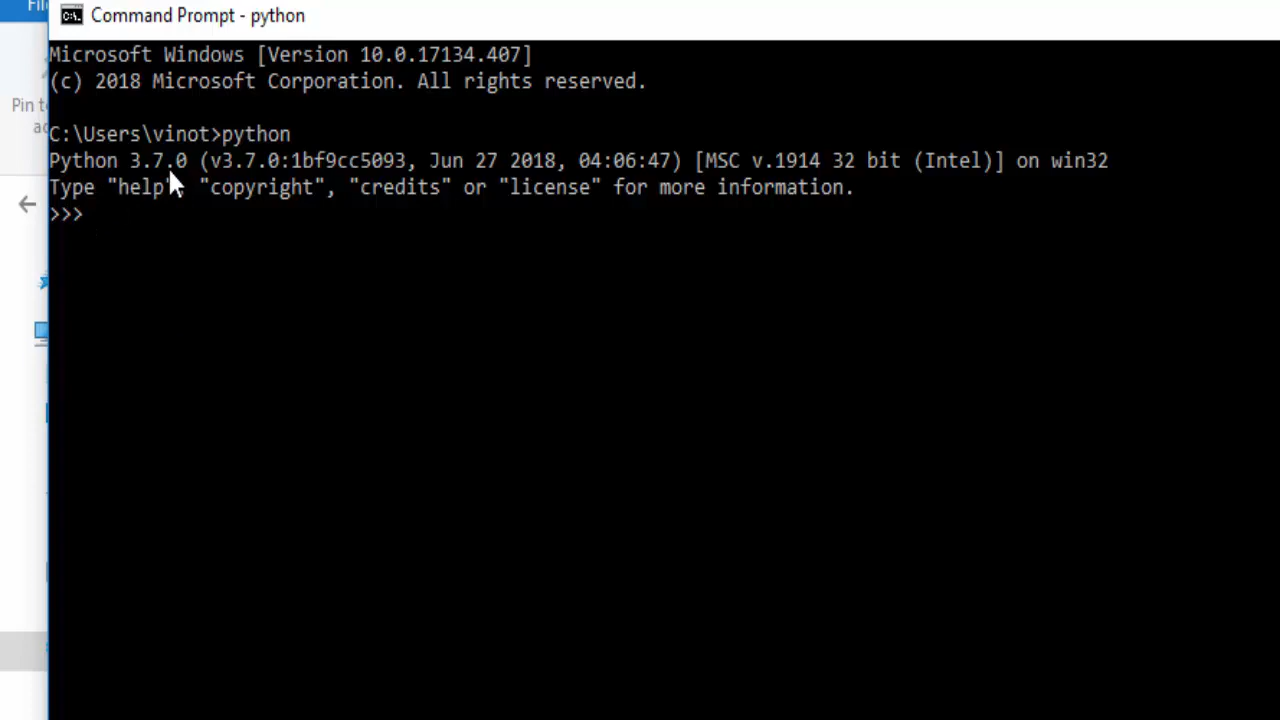 Command Prompt - python
Microsoft Windows [Version 10.0.17134.407]
(c) 2018 Microsoft Corporation. All rights reserved.
C:\Users\vinot>python
Python 3.7.0 (v3.7.0:1bf9cc5093, Jun 27 2018, 04:06:47) [MSC v.1914 32 bit (Intel)] on win32
Type "help", "copyright", "credits" or "license" for more information.
>>>
Pin to